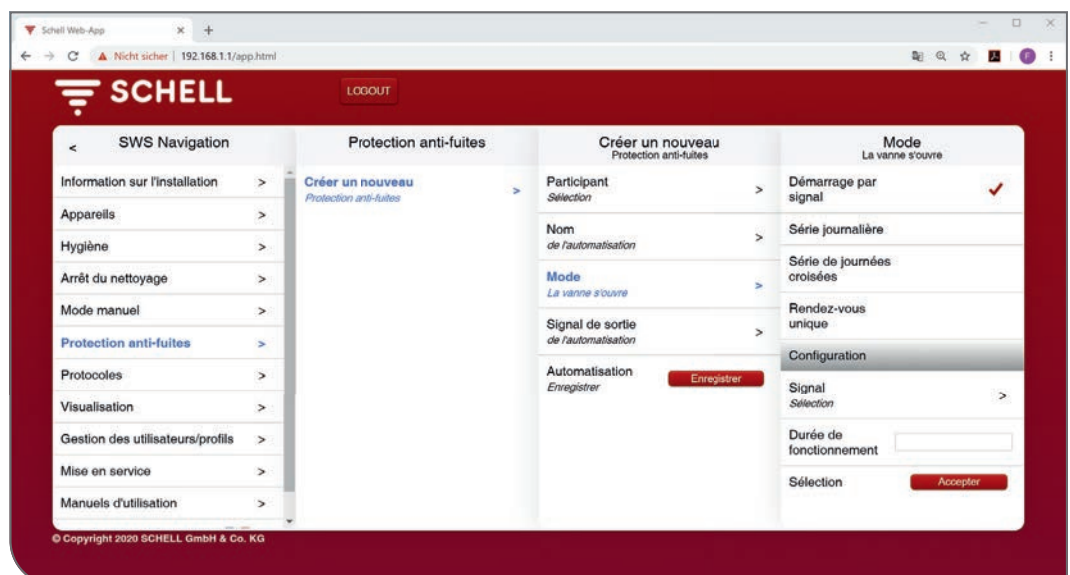 Schell Web-App
Nicht sicher | 192.168.1.1/app.html
SCHELL
LOGOUT
< SWS Navigation
Information sur l'installation >
Appareils >
Hygiène >
Arrêt du nettoyage >
Mode manuel >
Protection anti-fuites >
Protocoles >
Visualisation >
Gestion des utilisateurs/profils >
Mise en service >
Manuels d'utilisation >
Protection anti-fuites
Créer un nouveau >
Protection anti-fuites
Créer un nouveau
Protection anti-fuites
Participant >
Sélection
Nom >
de l'automatisation
Mode >
La vanne s'ouvre
Signal de sortie >
de l'automatisation
Automatisation
Enregistrer
Enregistrer
Mode
La vanne s'ouvre
Démarrage par
signal
Série journalière
Série de journées
croisées
Rendez-vous
unique
Configuration
Signal >
Sélection
Durée de
fonctionnement
Sélection
Accepter
© Copyright 2020 SCHELL GmbH & Co. KG